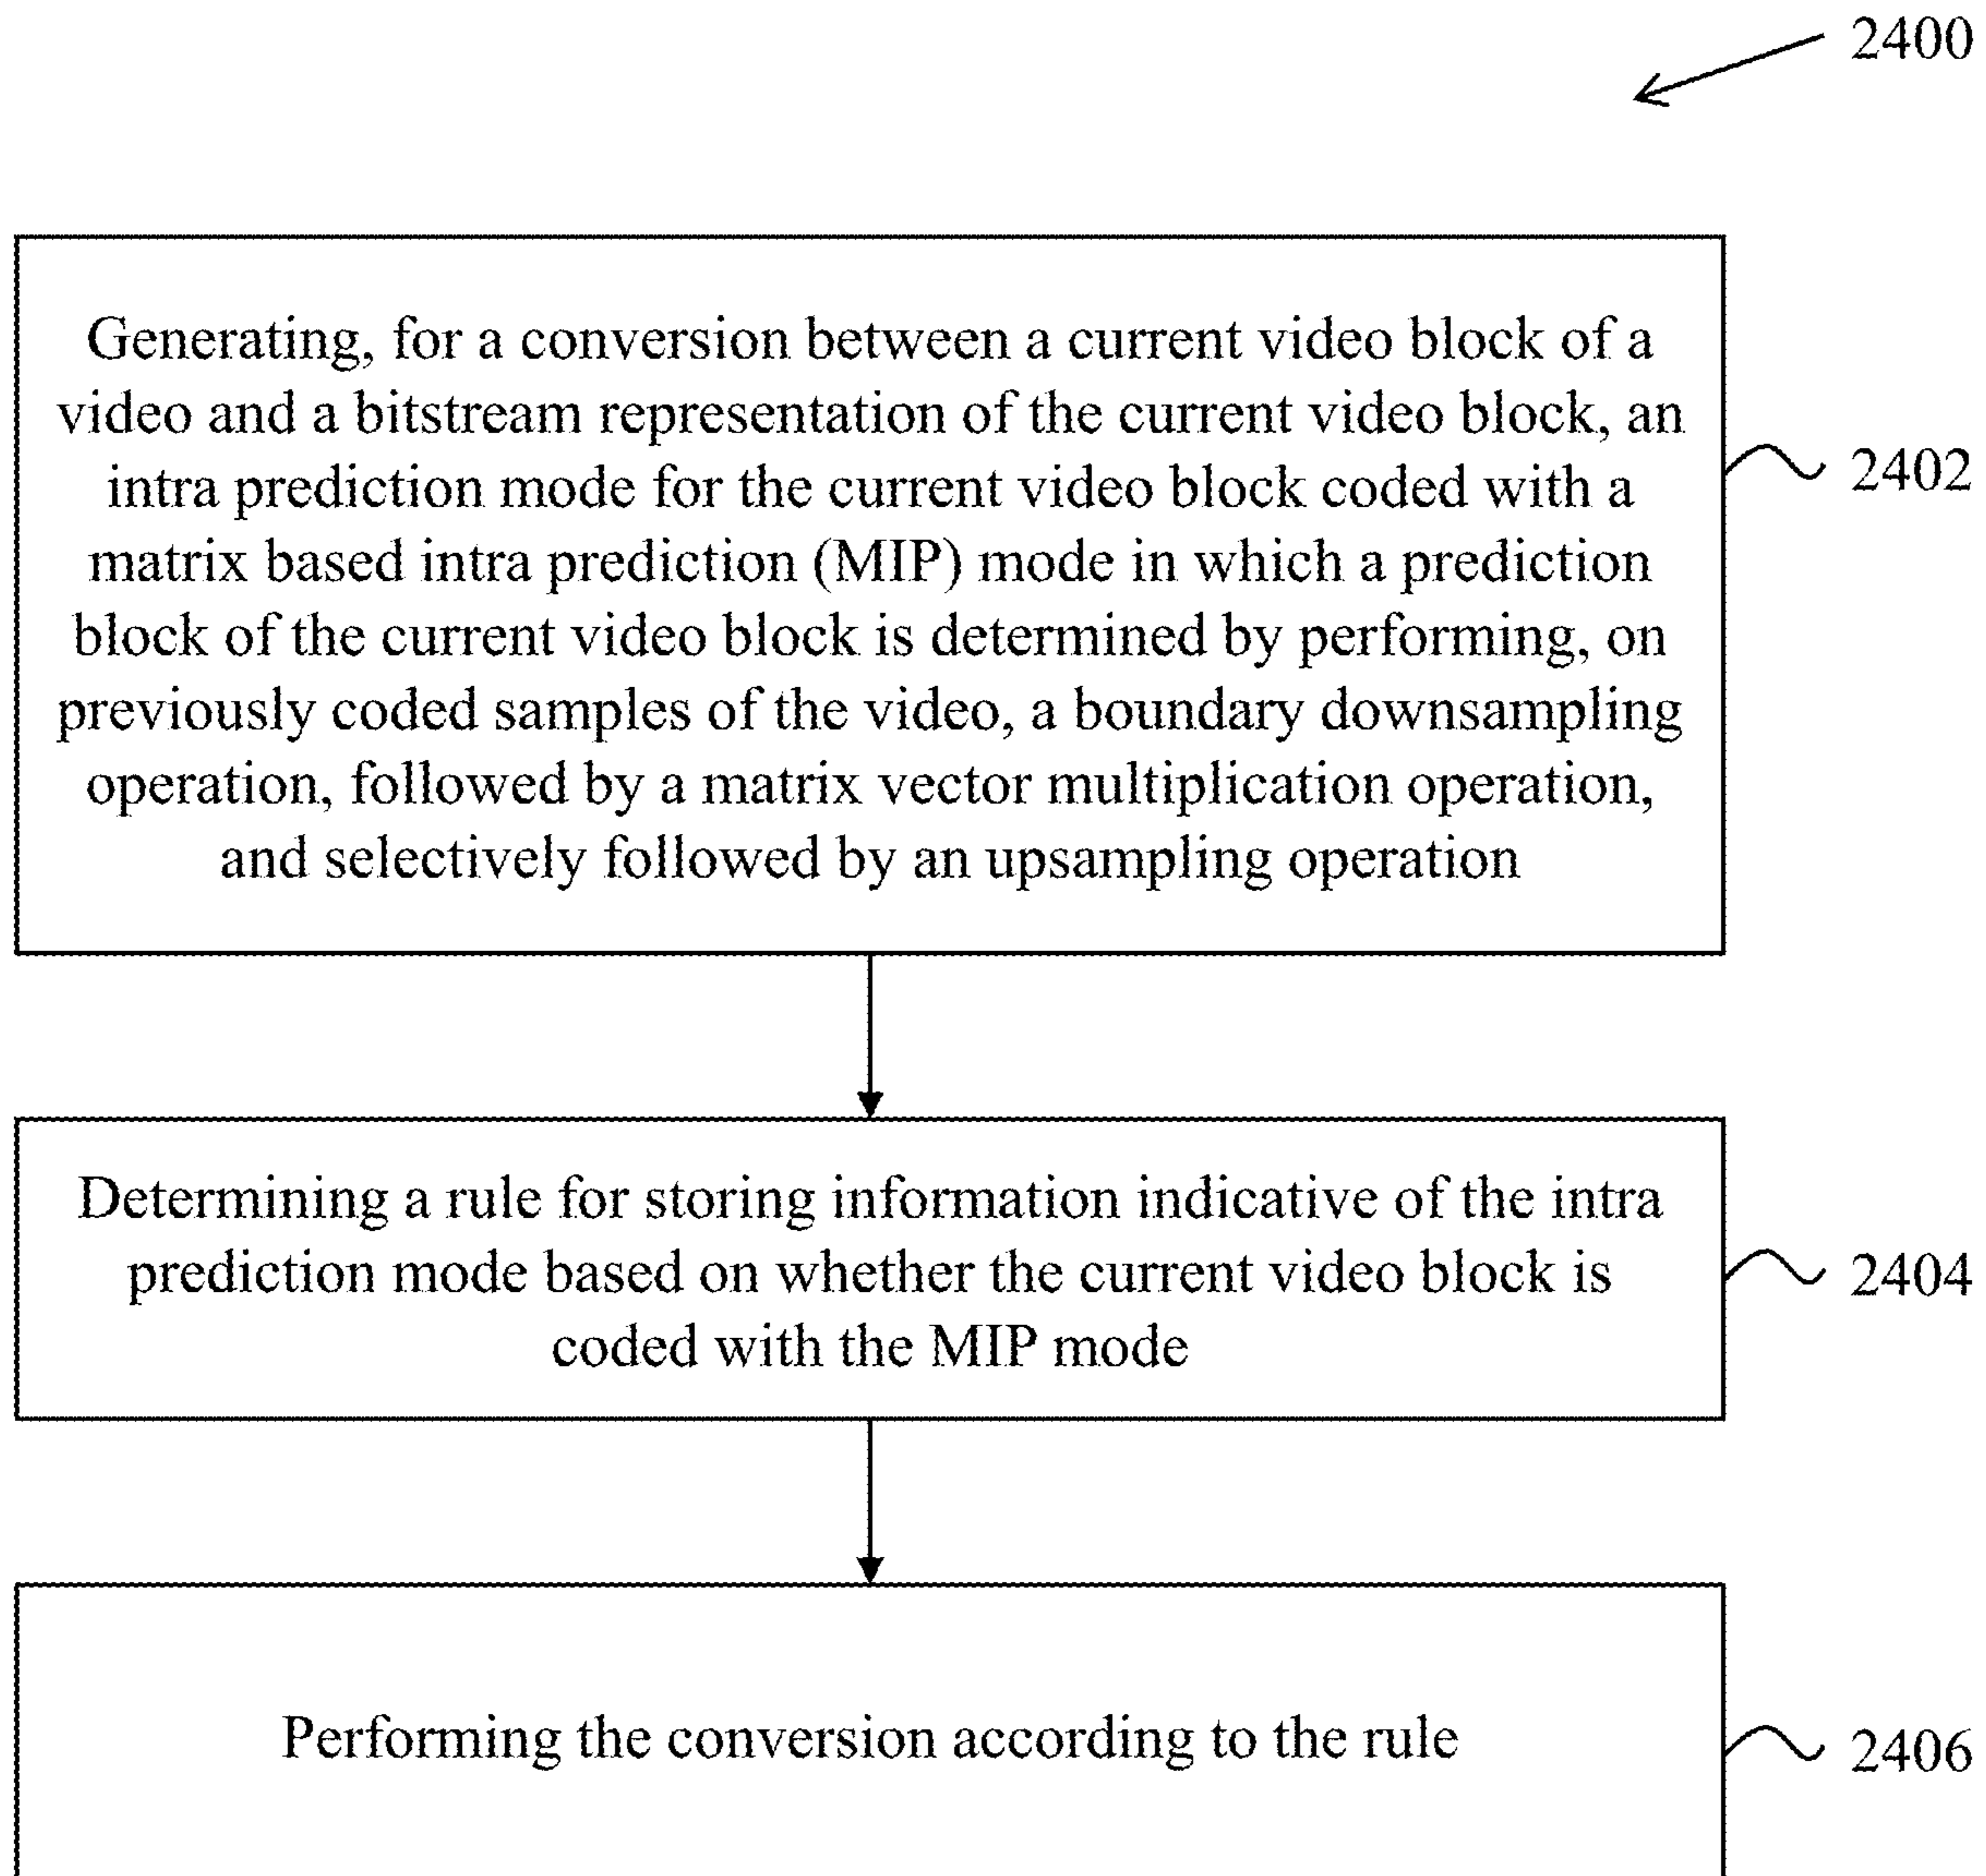 2400
Generating, for a conversion between a current video block of a
video and a bitstream representation of the current video block, an
intra prediction mode for the current video block coded with a
matrix based intra prediction (MIP) mode in which a prediction
block of the current video block is determined by performing, on
previously coded samples of the video, a boundary downsampling
operation, followed by a matrix vector multiplication operation,
and selectively followed by an upsampling operation
2402
Determining a rule for storing information indicative of the intra
prediction mode based on whether the current video block is
coded with the MIP mode
2404
Performing the conversion according to the rule
2406